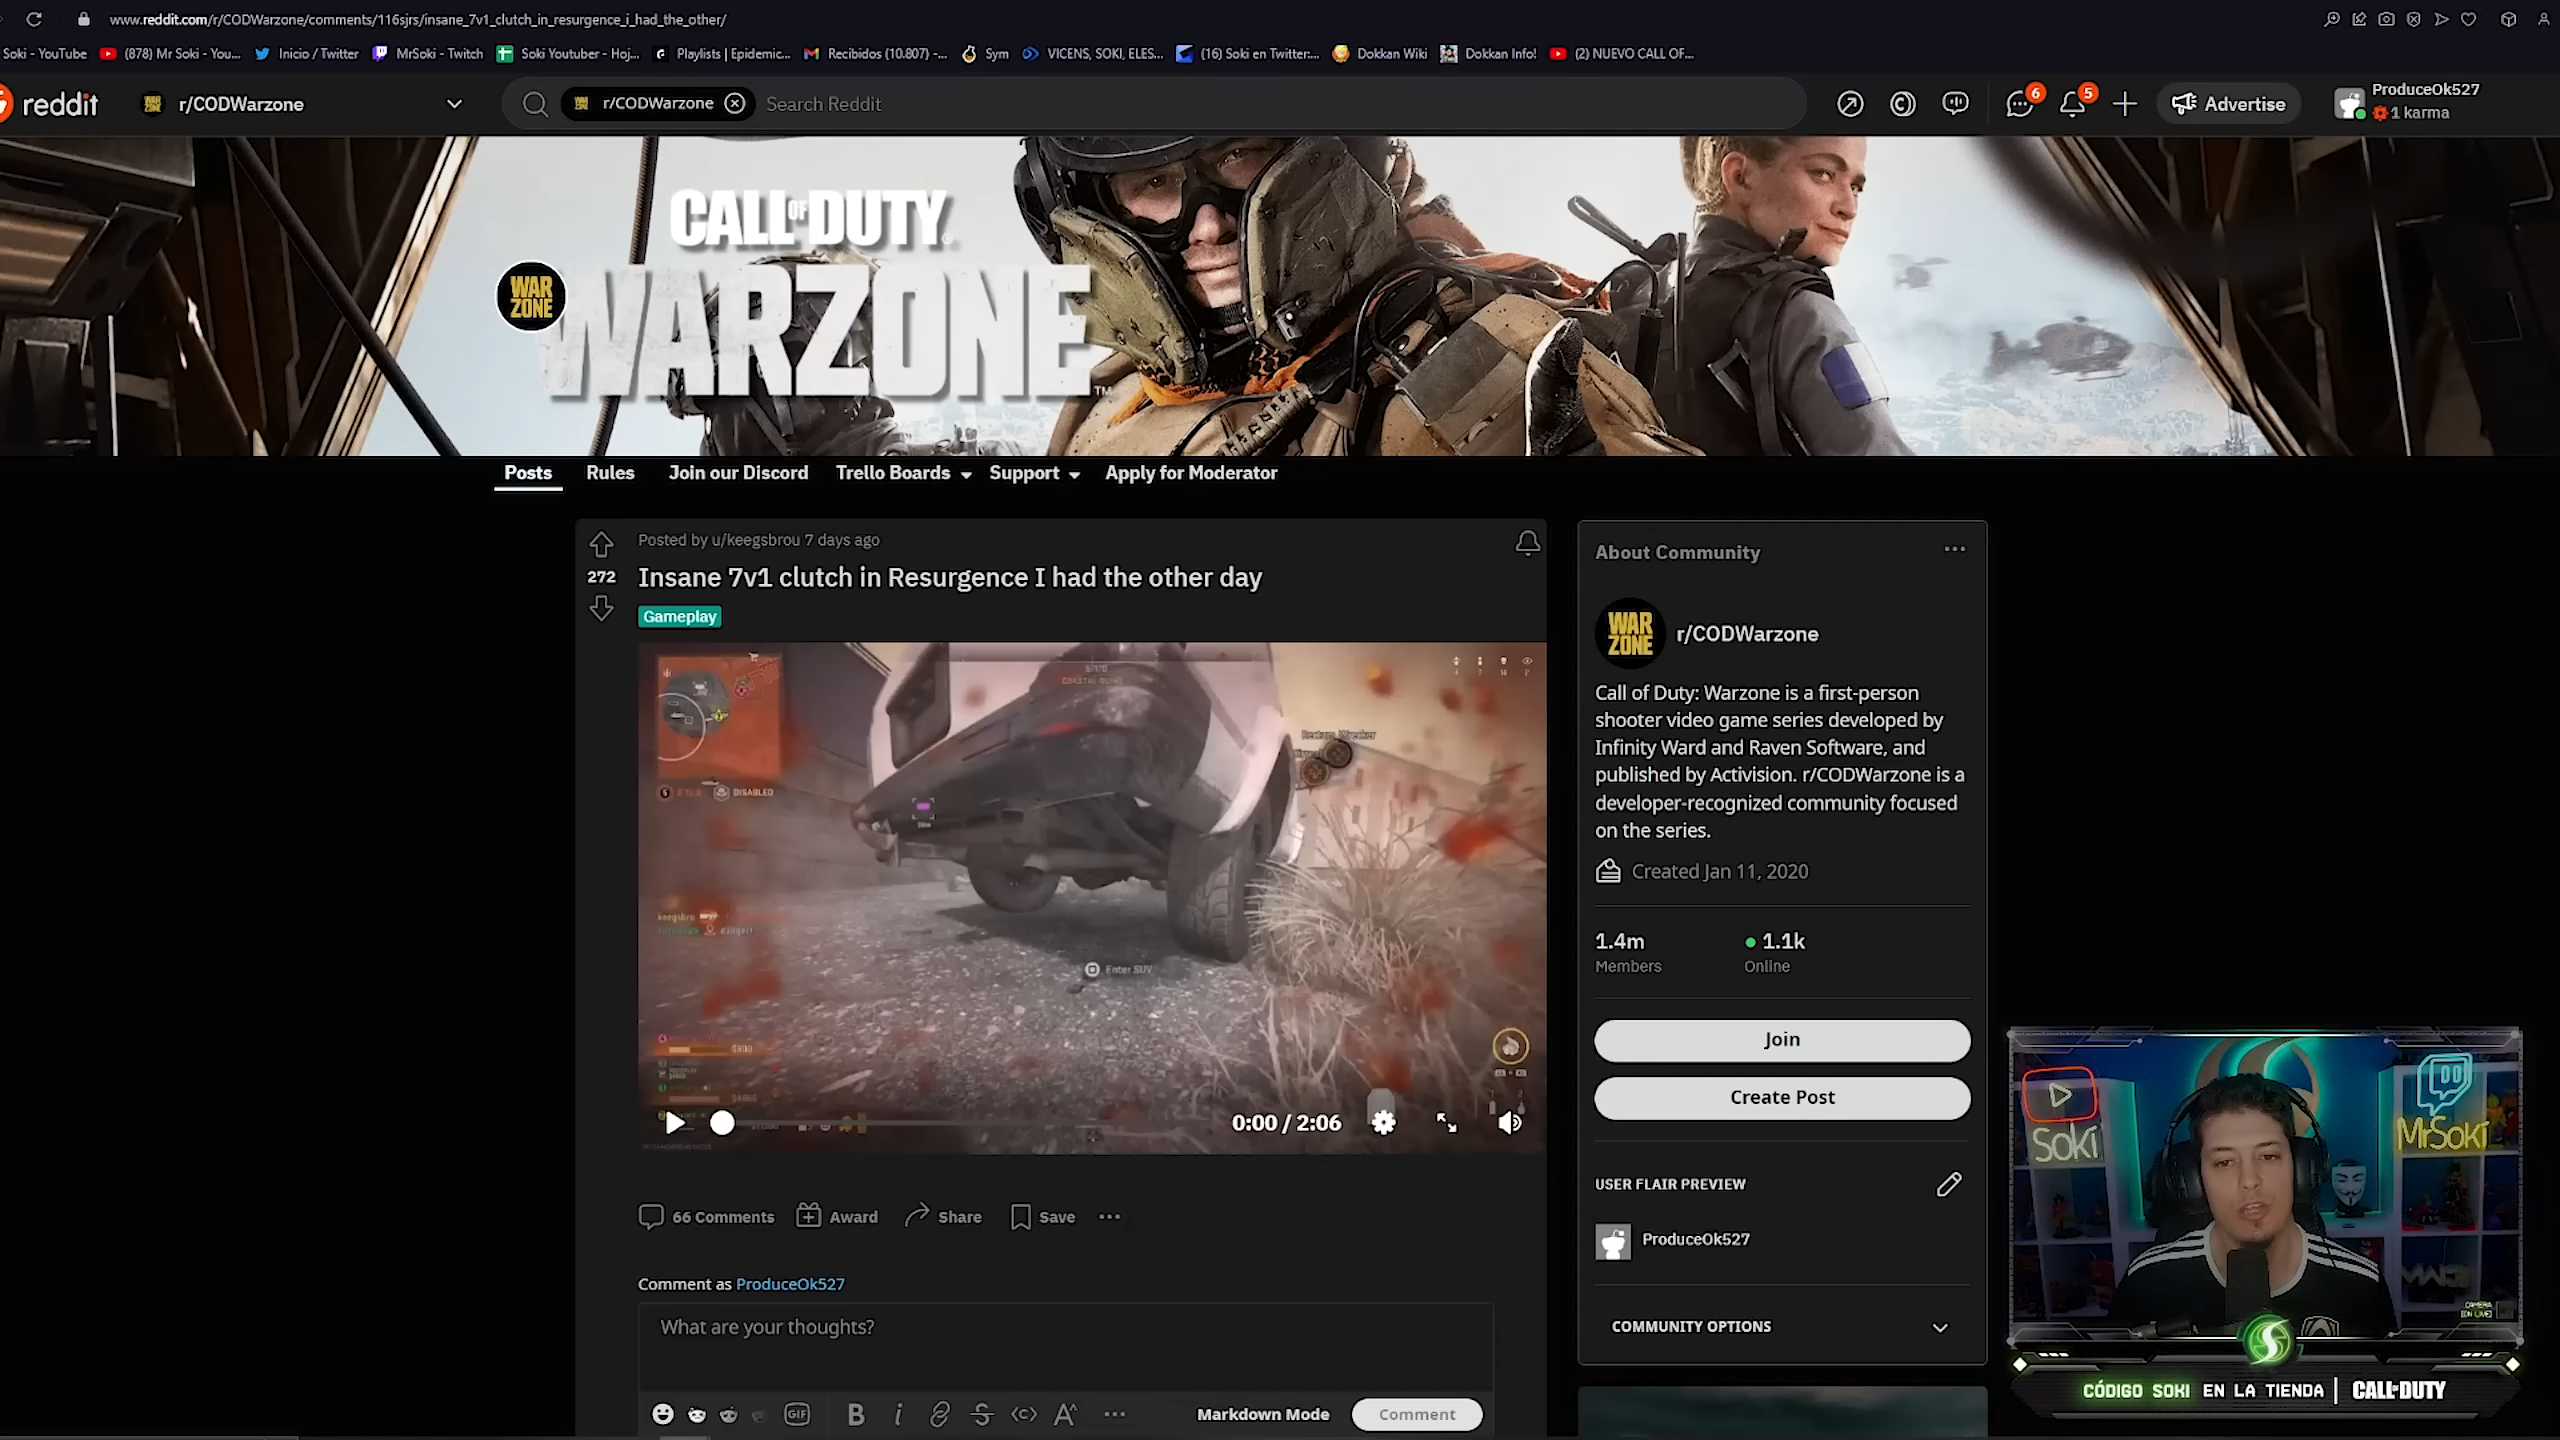 www.reddit.com/r/CODWarzone/comments/116sjrs/insane_7v1_clutch_in_resurgence_i_had_the_other/
Soki - YouTube (878) Mr Soki - You... Inicio / Twitter MrSoki - Twitch Soki Youtuber - Hoj... Playlists | Epidemic... Recibidos (10.807) -... Sym VICENS, SOKI, ELES... (16) Soki en Twitter:... Dokkan Wiki Dokkan Info! (2) NUEVO CALL OF...
reddit r/CODWarzone r/CODWarzone Search Reddit 6 5 Advertise ProduceOk527
1 karma
CALL OF DUTY
WARZONE™
WAR ZONE
Posts Rules Join our Discord Trello Boards Support Apply for Moderator
Posted by u/keegsbrou 7 days ago
272
Insane 7v1 clutch in Resurgence I had the other day
Gameplay
DISABLED
keegsbro
Enter SUV
0:00 / 2:06
66 Comments Award Share Save
Comment as ProduceOk527
What are your thoughts?
GIF B i Markdown Mode Comment
About Community
WAR ZONE
r/CODWarzone
Call of Duty: Warzone is a first-person
shooter video game series developed by
Infinity Ward and Raven Software, and
published by Activision. r/CODWarzone is a
developer-recognized community focused
on the series.
Created Jan 11, 2020
1.4m 1.1k
Members Online
Join
Create Post
USER FLAIR PREVIEW
ProduceOk527
COMMUNITY OPTIONS
Soki
MrSoki
CÓDIGO SOKI EN LA TIENDA | CALL OF DUTY